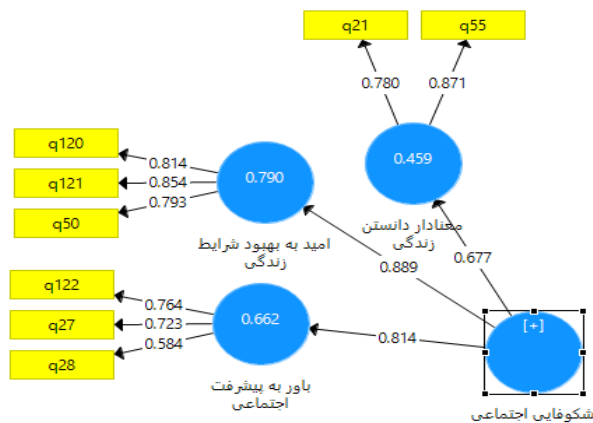 q21
q55
0.780
0.871
q120
0.814
0.790
0.459
q121
0.854
q50
0.793
معنادار دانستن
زندگی
امید به بهبود شرایط
زندگی
0.889
0.677
q122
0.764
0.662
q27
0.723
0.814
[+]
0.584
q28
باور به پیشرفت
اجتماعی
شکوفایی اجتماعی